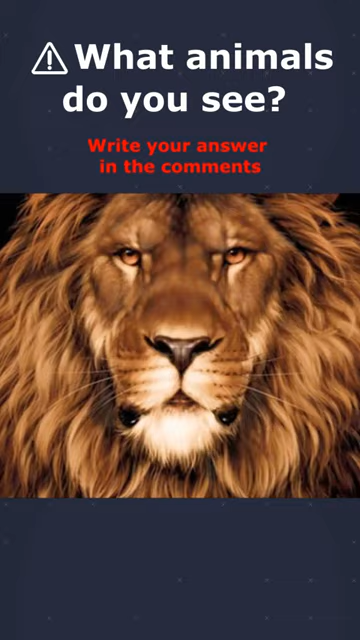 ⚠What animals
do you see?
Write your answer
in the comments